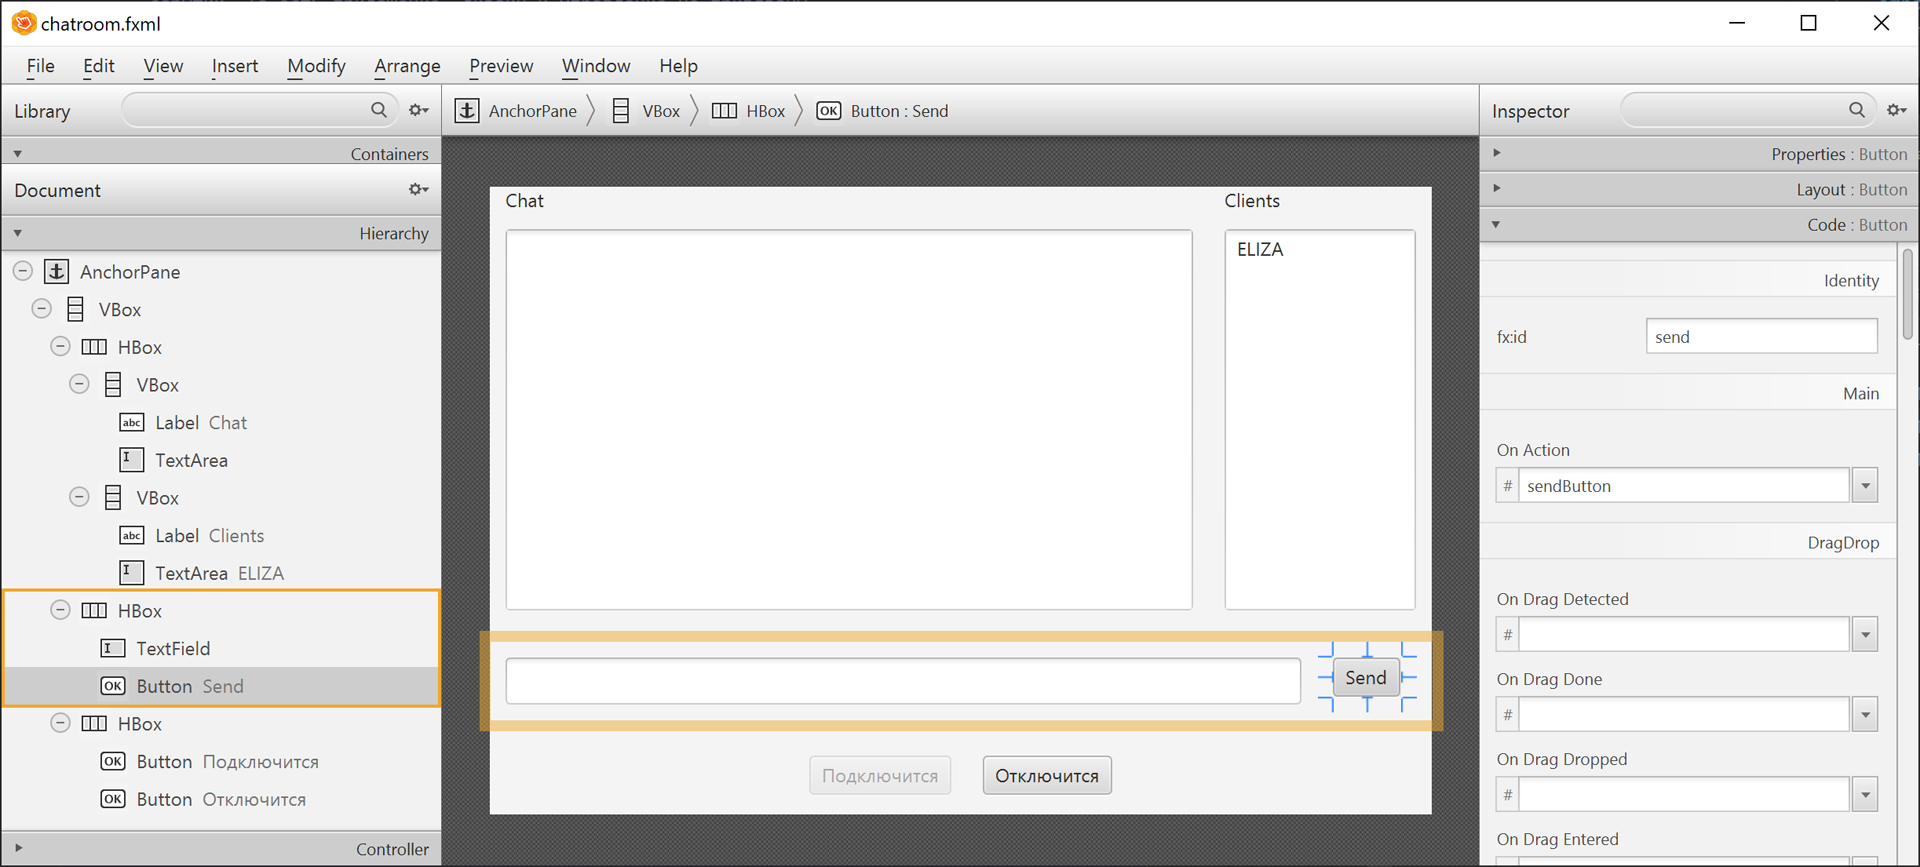 chatroom.fxml
File Edit View Insert Modify Arrange Preview Window Help
Library
AnchorPane VBox HBox OK Button : Send
Inspector
Containers
Document
Hierarchy
AnchorPane
VBox
HBox
VBox
abc Label Chat
TextArea
VBox
abc Label Clients
TextArea ELIZA
HBox
TextField
OK Button Send
HBox
OK Button Подключится
OK Button Отключится
Controller
Chat
Clients
ELIZA
Send
Подключится
Отключится
Properties : Button
Layout : Button
Code : Button
Identity
fx:id send
Main
On Action
# sendButton
DragDrop
On Drag Detected
#
On Drag Done
#
On Drag Dropped
#
On Drag Entered